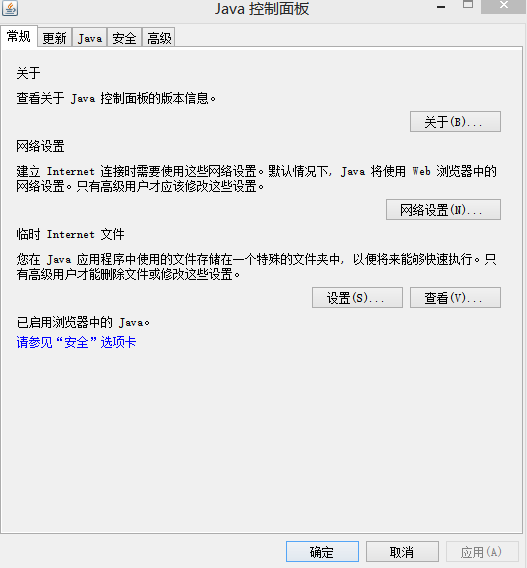 Java 控制面板
常规 更新 Java 安全 高级
关于
查看关于 Java 控制面板的版本信息。
关于(B)...
网络设置
建立 Internet 连接时需要使用这些网络设置。默认情况下, Java 将使用 Web 浏览器中的
网络设置。只有高级用户才应该修改这些设置。
网络设置(N)...
临时 Internet 文件
您在 Java 应用程序中使用的文件存储在一个特殊的文件夹中, 以便将来能够快速执行。只
有高级用户才能删除文件或修改这些设置。
设置(S)... 查看(V)...
已启用浏览器中的 Java。
请参见“安全”选项卡
确定 取消 应用(A)